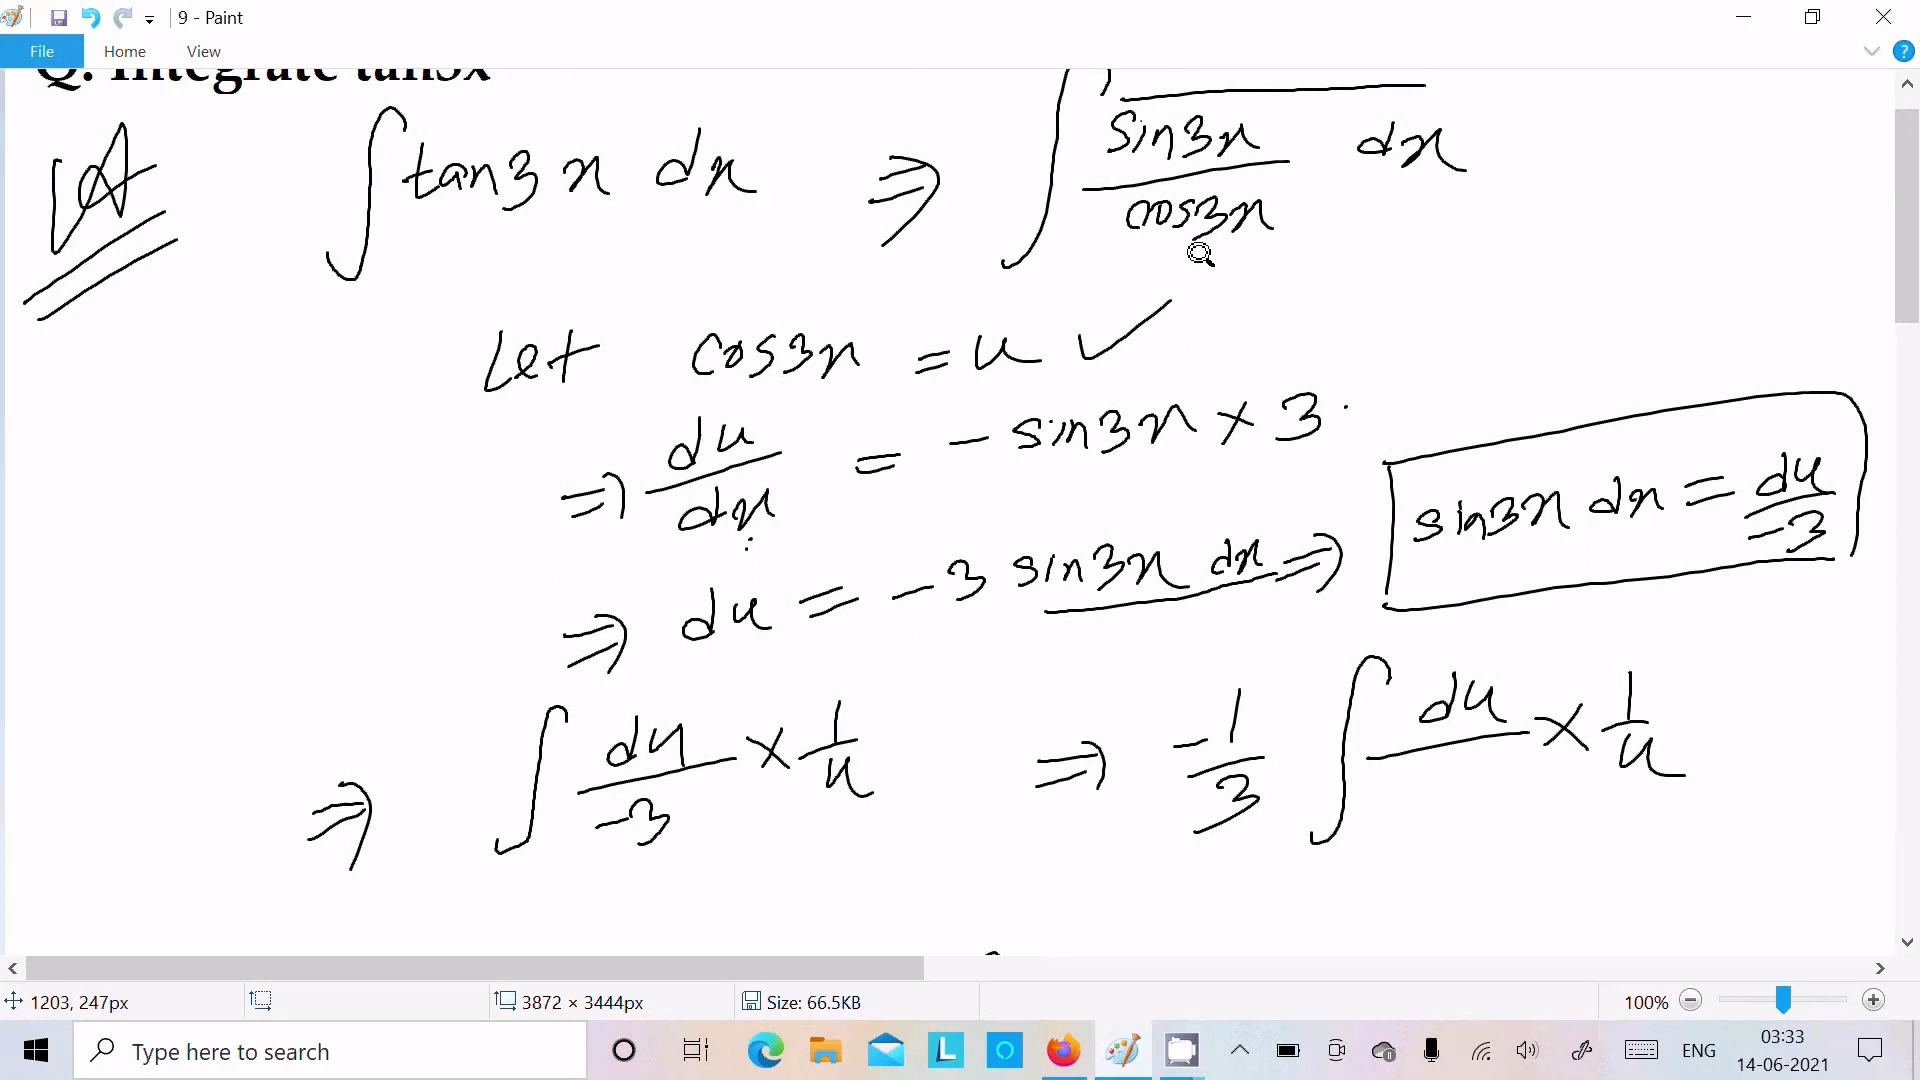 9 - Paint
File Home View
Q. Integrate tan3x
A ∫ tan3x dx ⇒ ∫ sin3x/cos3x dx
Let cos3x = u ✓
⇒ du/dx = - sin3x × 3
⇒ du = -3 sin3x dx ⇒ sin3x dx = du/-3
⇒ ∫ du/-3 × 1/u ⇒ -1/3 ∫ du × 1/u
1203, 247px 3872 × 3444px Size: 66.5KB 100%
Type here to search
L
ENG
03:33
14-06-2021